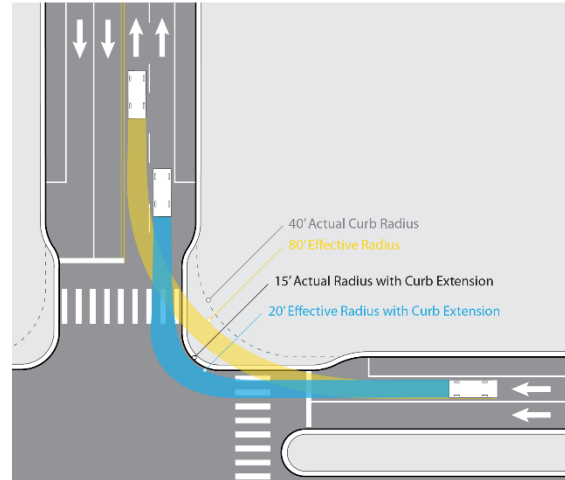 40' Actual Curb Radius
80' Effective Radius
15' Actual Radius with Curb Extension
20' Effective Radius with Curb Extension